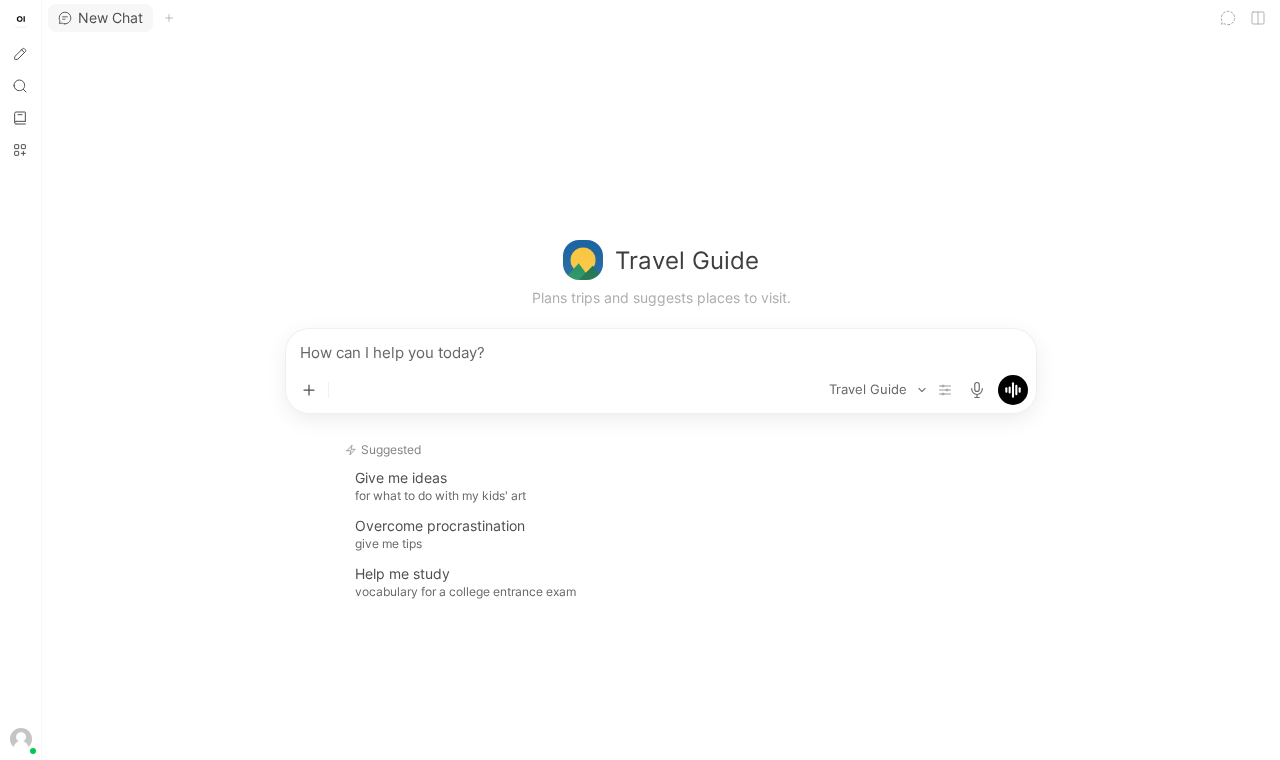 OI
New Chat
Travel Guide
Plans trips and suggests places to visit.
How can I help you today?
Travel Guide
Suggested
Give me ideas
for what to do with my kids' art
Overcome procrastination
give me tips
Help me study
vocabulary for a college entrance exam